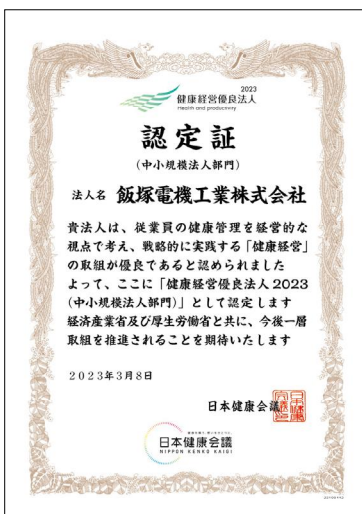 2023
健康経営優良法人
Health and productivity
認定証
(中小規模法人部門)
法人名 飯塚電機工業株式会社
貴法人は、従業員の健康管理を経営的な
視点で考え、戦略的に実践する「健康経営」
の取組が優良であると認められました
よって、ここに「健康経営優良法人2023
(中小規模法人部門)」として認定します
経済産業省及び厚生労働省と共に、今後一層
取組を推進されることを期待いたします
2023年3月8日
日本健康会議
日本健康会議
NIPPON KENKO KAIGI